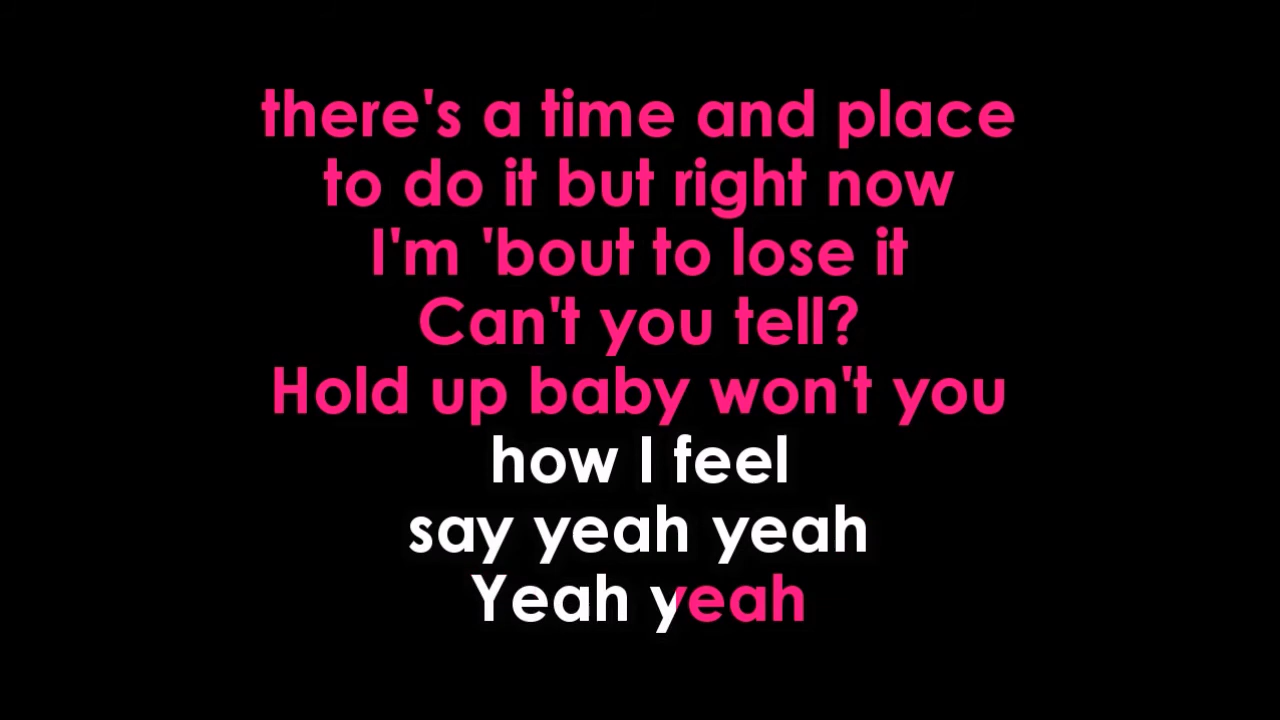 there's a time and place
to do it but right now
I'm 'bout to lose it
Can't you tell?
Hold up baby won't you
how I feel
say yeah yeah
Yeah yeah